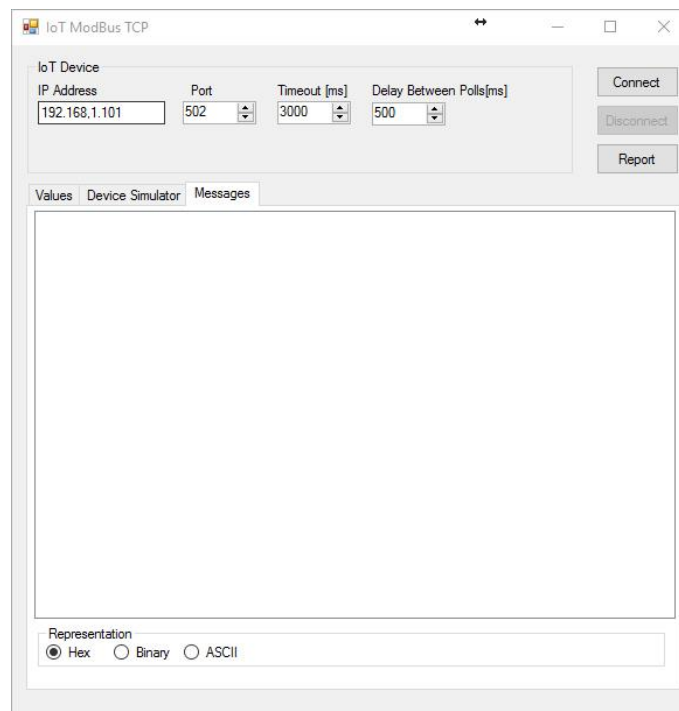 IoT ModBus TCP
IoT Device
IP Address Port Timeout [ms] Delay Between Polls[ms]
192.168,1.101 502 3000 500
Connect
Disconnect
Report
Values Device Simulator Messages
Representation
Hex Binary ASCII